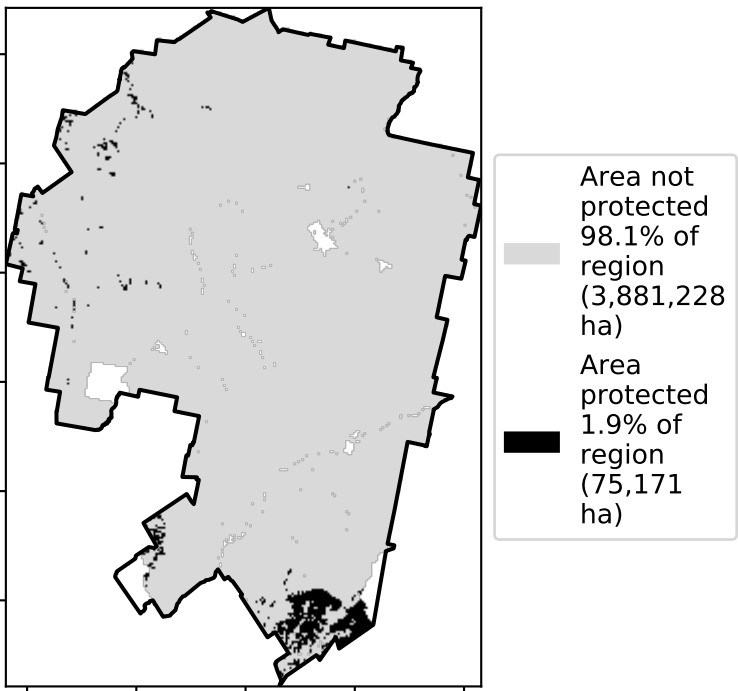 Area not
protected
98.1% of
region
(3,881,228
ha)
Area
protected
1.9% of
region
(75,171
ha)